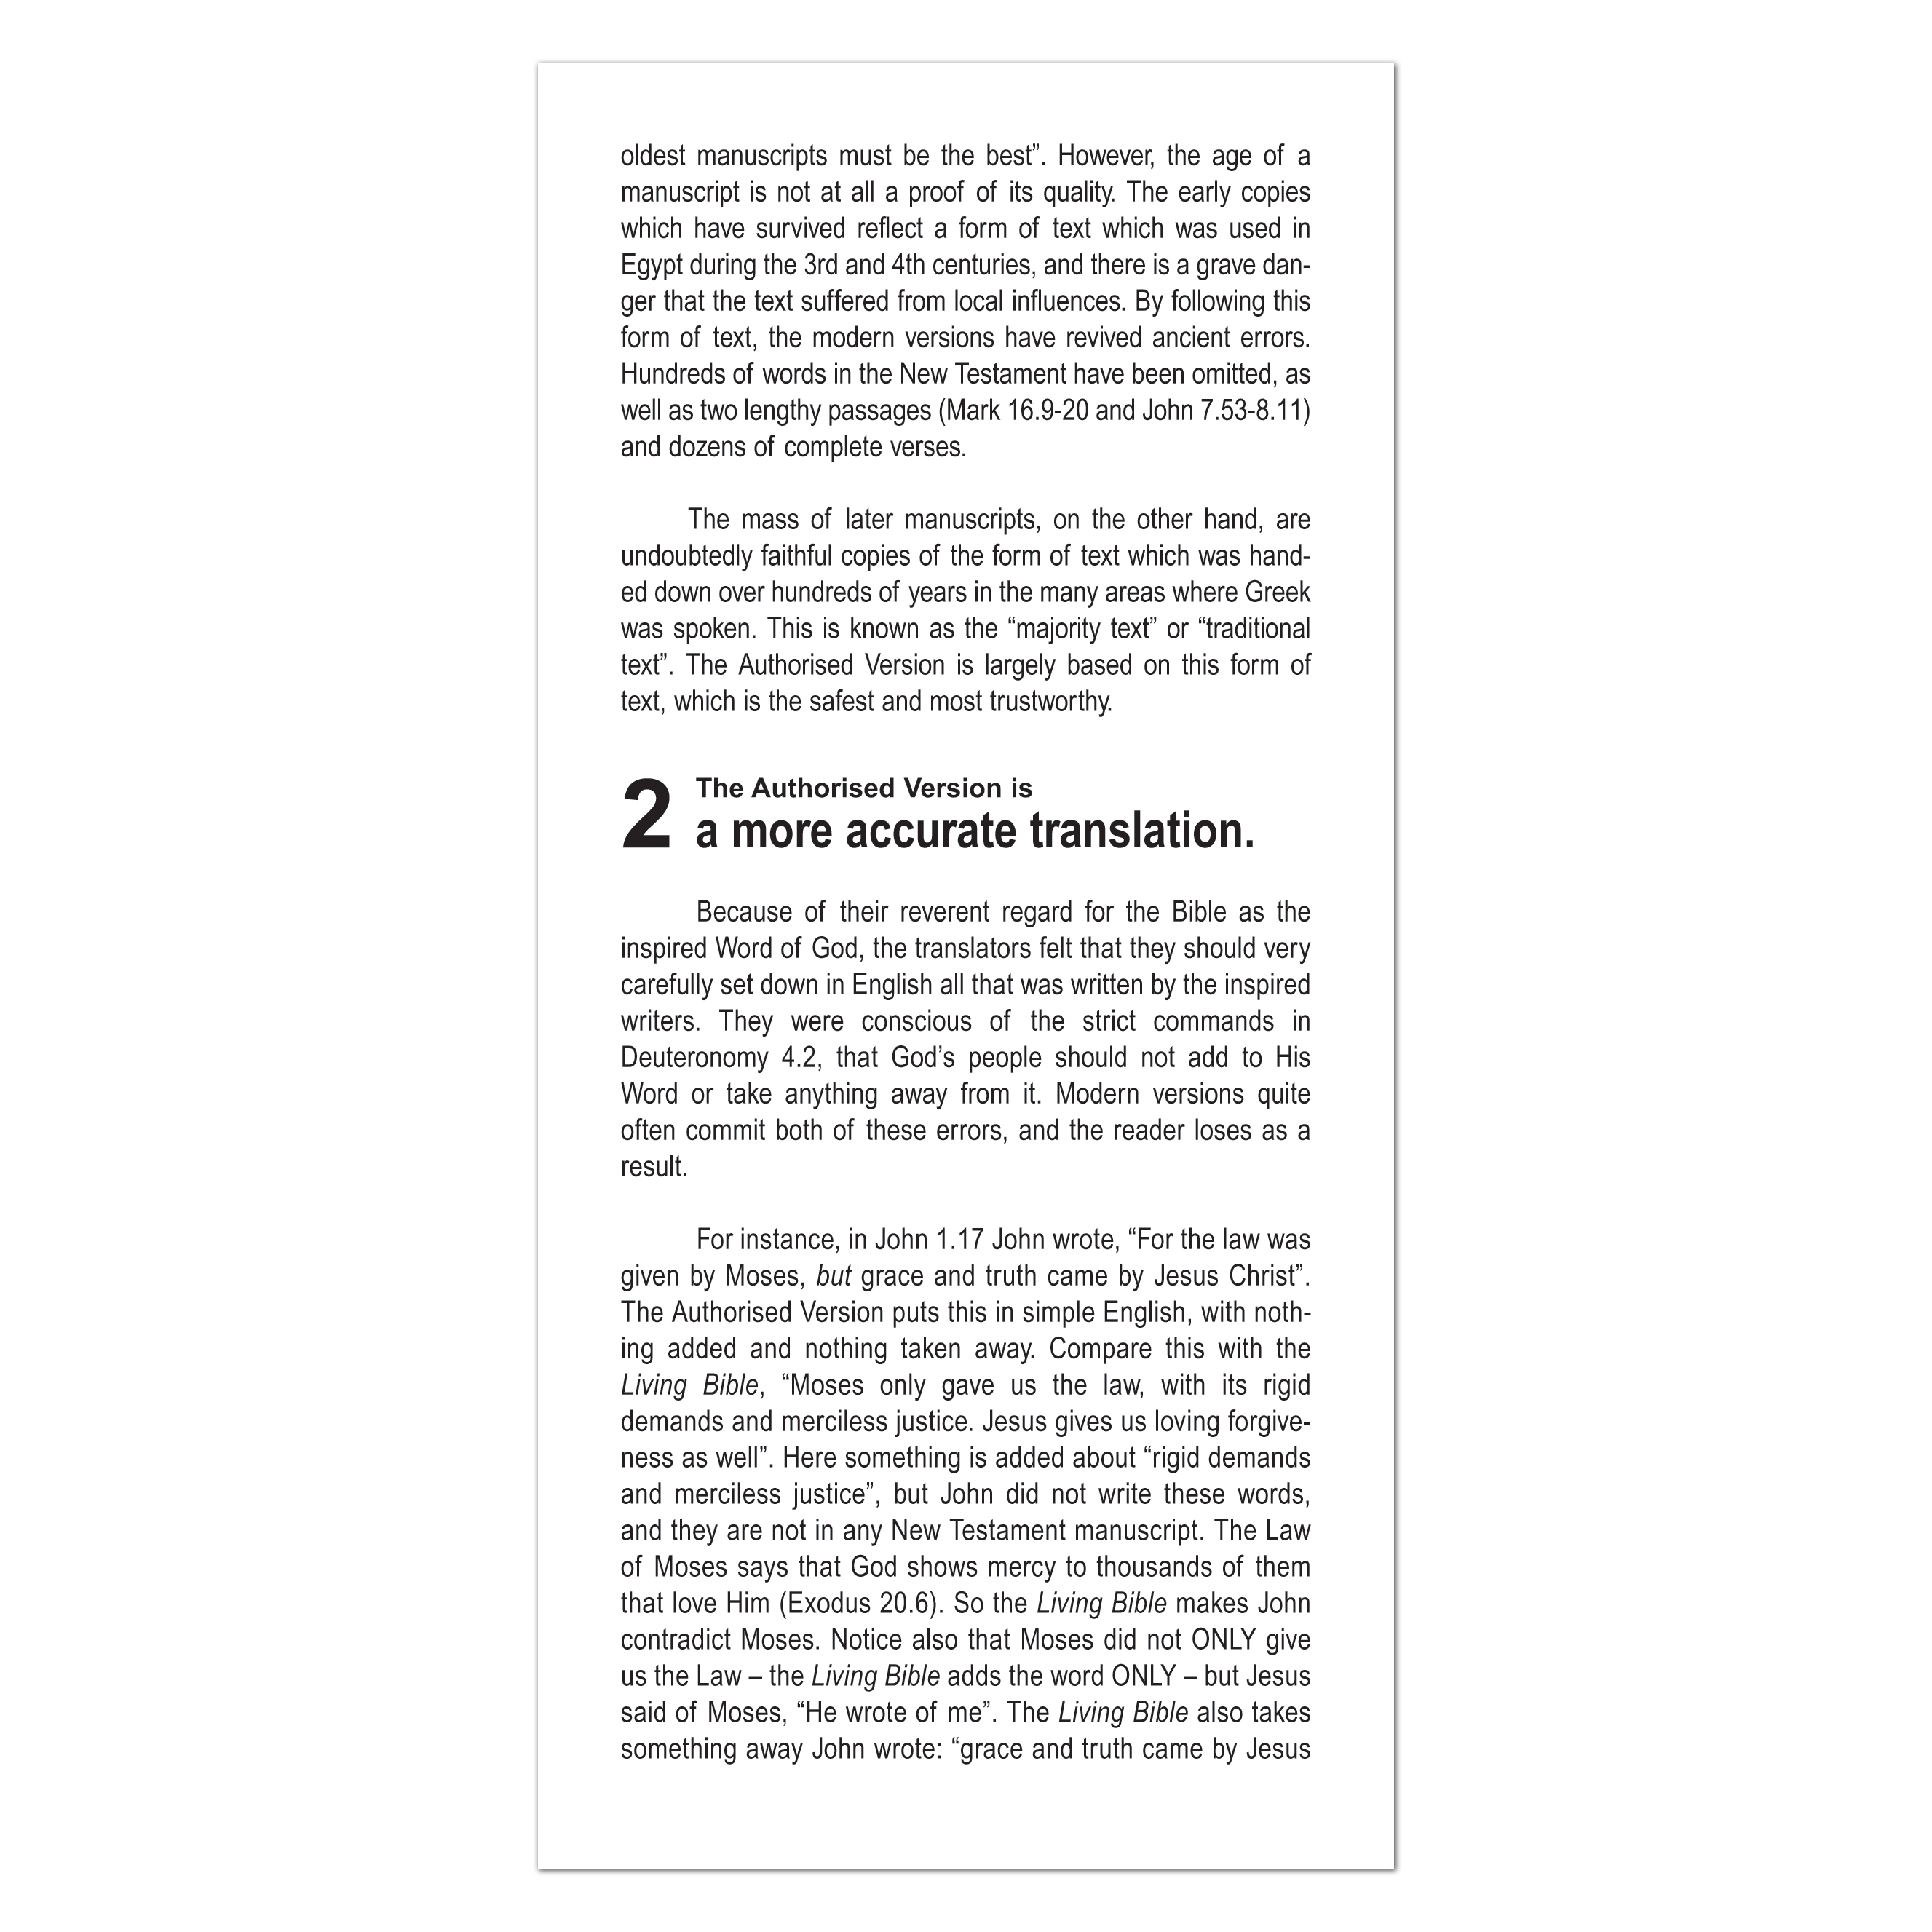 oldest manuscripts must be the best”. However, the age of a
manuscript is not at all a proof of its quality. The early copies
which have survived reflect a form of text which was used in
Egypt during the 3rd and 4th centuries, and there is a grave dan-
ger that the text suffered from local influences. By following this
form of text, the modern versions have revived ancient errors.
Hundreds of words in the New Testament have been omitted, as
well as two lengthy passages (Mark 16.9-20 and John 7.53-8.11)
and dozens of complete verses.
The mass of later manuscripts, on the other hand, are
undoubtedly faithful copies of the form of text which was hand-
ed down over hundreds of years in the many areas where Greek
was spoken. This is known as the “majority text” or “traditional
text”. The Authorised Version is largely based on this form of
text, which is the safest and most trustworthy.
2 The Authorised Version is
a more accurate translation.
Because of their reverent regard for the Bible as the
inspired Word of God, the translators felt that they should very
carefully set down in English all that was written by the inspired
writers. They were conscious of the strict commands in
Deuteronomy 4.2, that God’s people should not add to His
Word or take anything away from it. Modern versions quite
often commit both of these errors, and the reader loses as a
result.
For instance, in John 1.17 John wrote, “For the law was
given by Moses, but grace and truth came by Jesus Christ”.
The Authorised Version puts this in simple English, with noth-
ing added and nothing taken away. Compare this with the
Living Bible, “Moses only gave us the law, with its rigid
demands and merciless justice. Jesus gives us loving forgive-
ness as well”. Here something is added about “rigid demands
and merciless justice”, but John did not write these words,
and they are not in any New Testament manuscript. The Law
of Moses says that God shows mercy to thousands of them
that love Him (Exodus 20.6). So the Living Bible makes John
contradict Moses. Notice also that Moses did not ONLY give
us the Law – the Living Bible adds the word ONLY – but Jesus
said of Moses, “He wrote of me”. The Living Bible also takes
something away John wrote: “grace and truth came by Jesus